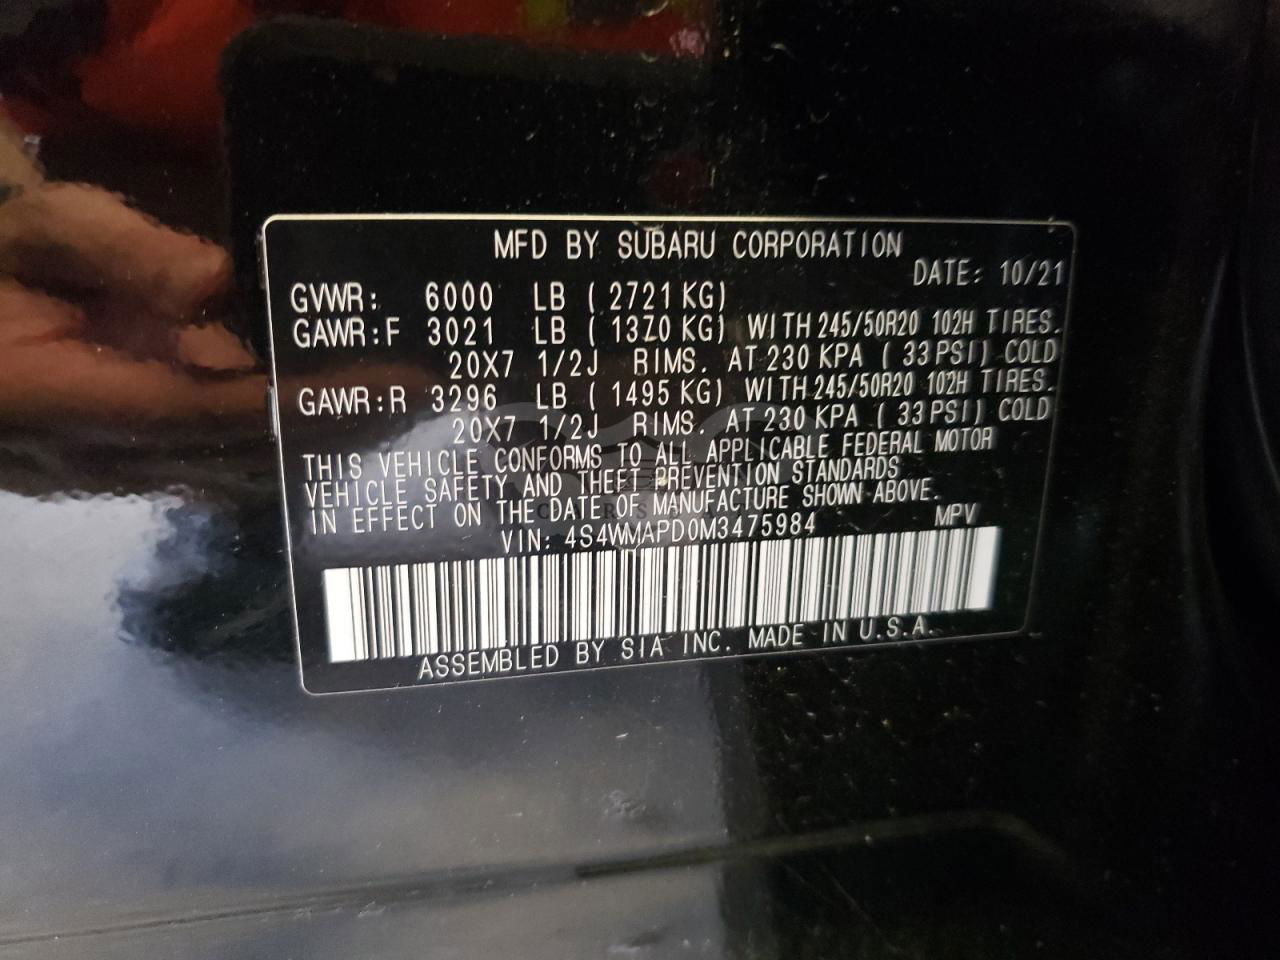 MFD BY SUBARU CORPORATION
DATE: 10/21
GVWR: 6000 LB ( 2721 KG)
GAWR:F 3021 LB ( 1370 KG) WITH 245/50R20 102H TIRES.
20X7 1/2J RIMS. AT 230 KPA ( 33 PSI) COLD
GAWR:R 3296 LB ( 1495 KG) WITH 245/50R20 102H TIRES.
20X7 1/2J RIMS. AT 230 KPA ( 33 PSI) COLD
THIS VEHICLE CONFORMS TO ALL APPLICABLE FEDERAL MOTOR
VEHICLE SAFETY AND THEFT PREVENTION STANDARDS
IN EFFECT ON THE DATE OF MANUFACTURE SHOWN ABOVE.
VIN: 4S4WMAPD0M3475984 MPV
ASSEMBLED BY SIA INC. MADE IN U.S.A.